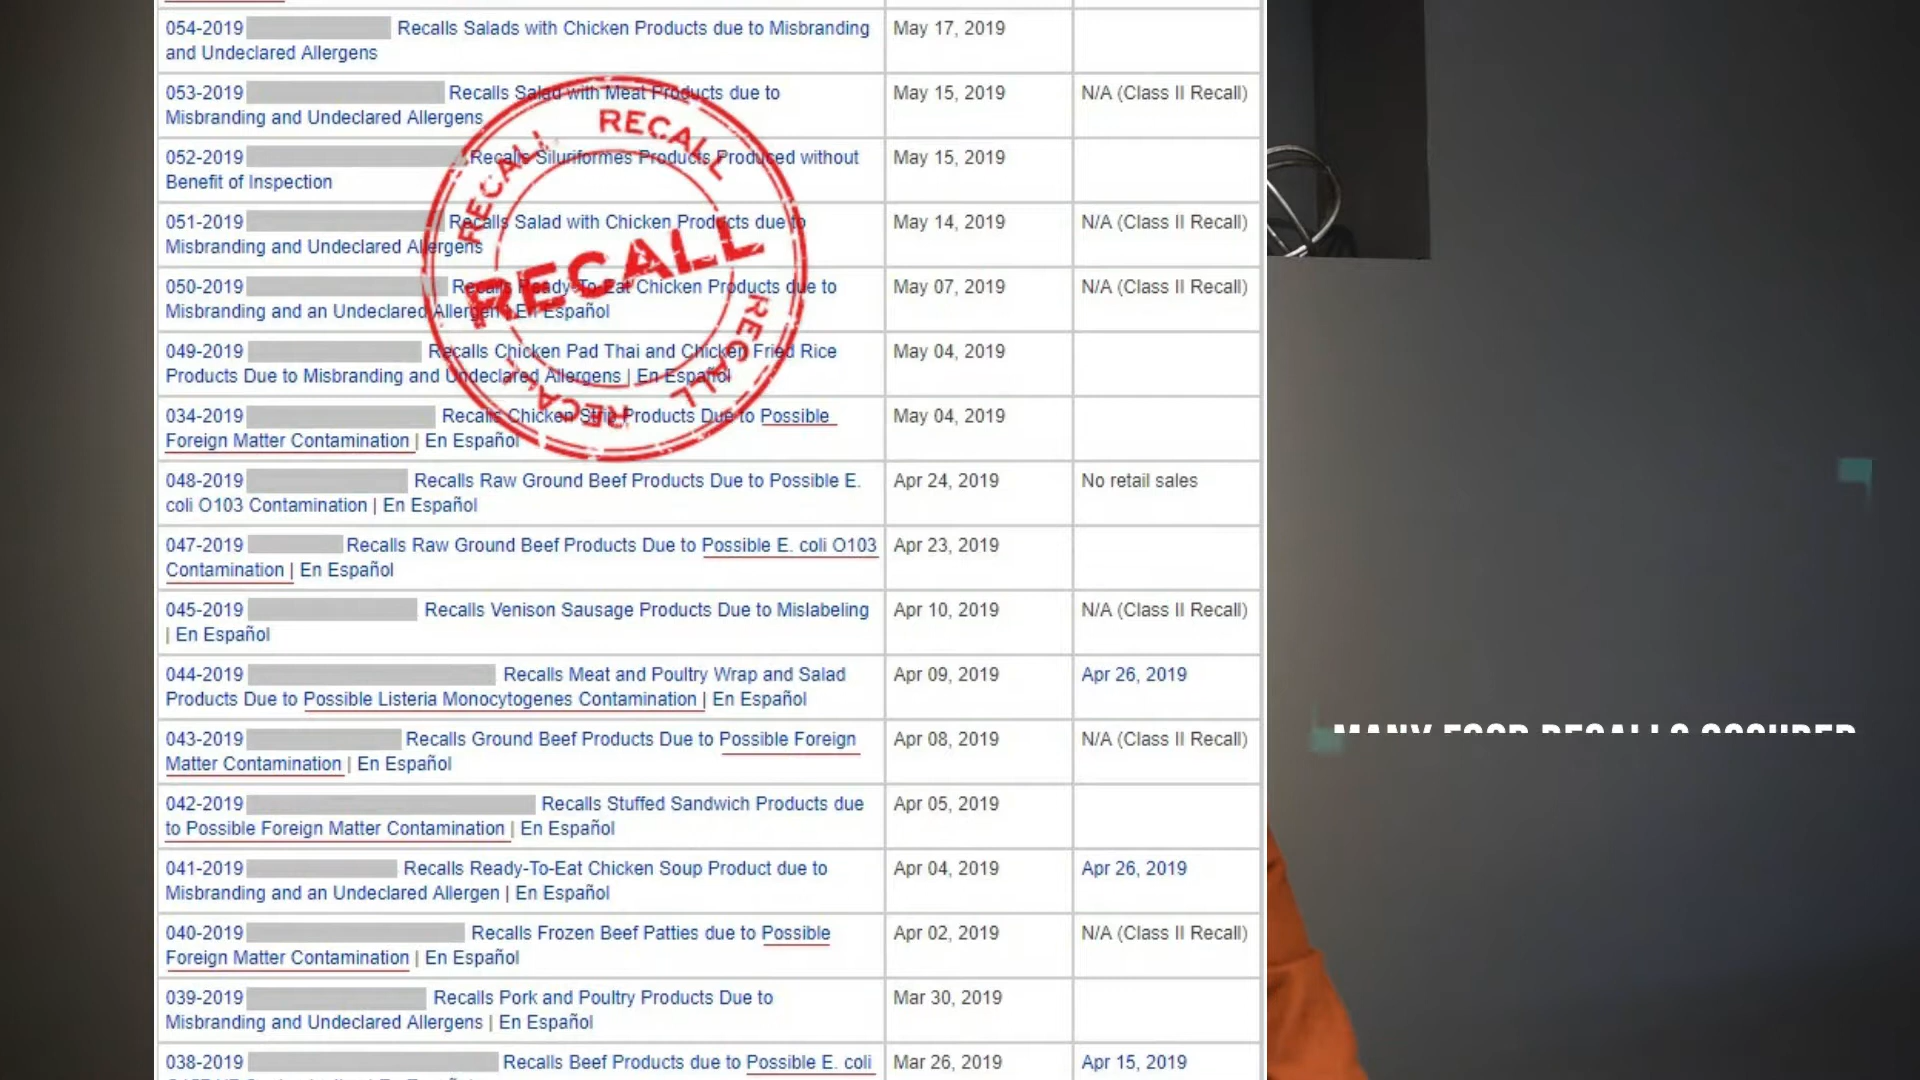 054-2019 Recalls Salads with Chicken Products due to Misbranding
and Undeclared Allergens
May 17, 2019
053-2019 Recalls Salad with Meat Products due to
Misbranding and Undeclared Allergens
May 15, 2019
N/A (Class II Recall)
052-2019 Recalls Siluriformes Products Produced without
Benefit of Inspection
May 15, 2019
051-2019 Recalls Salad with Chicken Products due to
Misbranding and Undeclared Allergens
May 14, 2019
N/A (Class II Recall)
050-2019 Recalls Ready-To-Eat Chicken Products due to
Misbranding and an Undeclared Allergen | En Español
May 07, 2019
N/A (Class II Recall)
049-2019 Recalls Chicken Pad Thai and Chicken Fried Rice
Products Due to Misbranding and Undeclared Allergens | En Español
May 04, 2019
034-2019 Recalls Chicken Strip Products Due to Possible
Foreign Matter Contamination | En Español
May 04, 2019
048-2019 Recalls Raw Ground Beef Products Due to Possible E.
coli O103 Contamination | En Español
Apr 24, 2019
No retail sales
047-2019 Recalls Raw Ground Beef Products Due to Possible E. coli O103
Contamination | En Español
Apr 23, 2019
045-2019 Recalls Venison Sausage Products Due to Mislabeling
| En Español
Apr 10, 2019
N/A (Class II Recall)
044-2019 Recalls Meat and Poultry Wrap and Salad
Products Due to Possible Listeria Monocytogenes Contamination | En Español
Apr 09, 2019
Apr 26, 2019
043-2019 Recalls Ground Beef Products Due to Possible Foreign
Matter Contamination | En Español
Apr 08, 2019
N/A (Class II Recall)
042-2019 Recalls Stuffed Sandwich Products due
to Possible Foreign Matter Contamination | En Español
Apr 05, 2019
041-2019 Recalls Ready-To-Eat Chicken Soup Product due to
Misbranding and an Undeclared Allergen | En Español
Apr 04, 2019
Apr 26, 2019
040-2019 Recalls Frozen Beef Patties due to Possible
Foreign Matter Contamination | En Español
Apr 02, 2019
N/A (Class II Recall)
039-2019 Recalls Pork and Poultry Products Due to
Misbranding and Undeclared Allergens | En Español
Mar 30, 2019
038-2019 Recalls Beef Products due to Possible E. coli
Mar 26, 2019
Apr 15, 2019
RECALL
RECALL
RECALL
RECALL
RECALL
RECALL
RECALL
MANY FOOD RECALLS